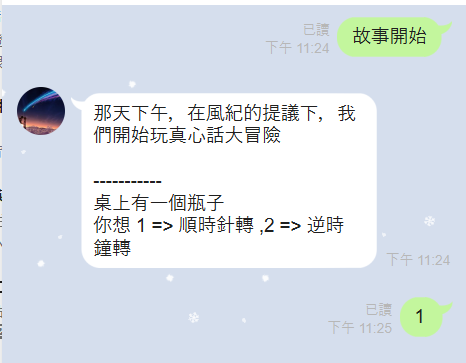 已讀
下午 11:24
故事開始
那天下午，在風紀的提議下，我
們開始玩真心話大冒險
-----------
桌上有一個瓶子
你想 1 => 順時針轉 ,2 => 逆時
鐘轉
下午 11:24
已讀
下午 11:25
1